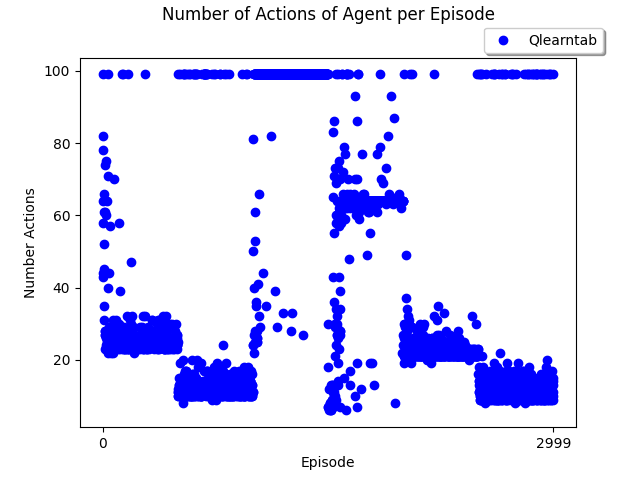 Number of Actions of Agent per Episode
Qlearntab
100
80
60
40
20
Number Actions
0
2999
Episode